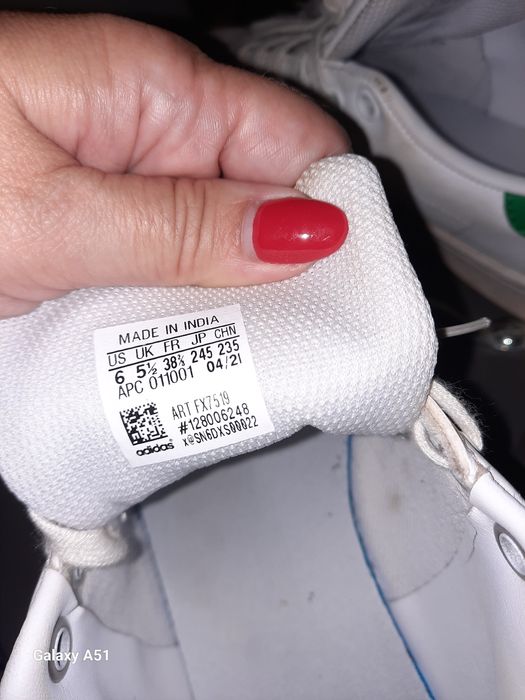 MADE IN INDIA
US UK FR JP CHN
6 5½ 38⅔ 245 235
APC 011001 04/21
ART FX7519
#128006248
x@SN6DXS00022
adidas
Galaxy A51